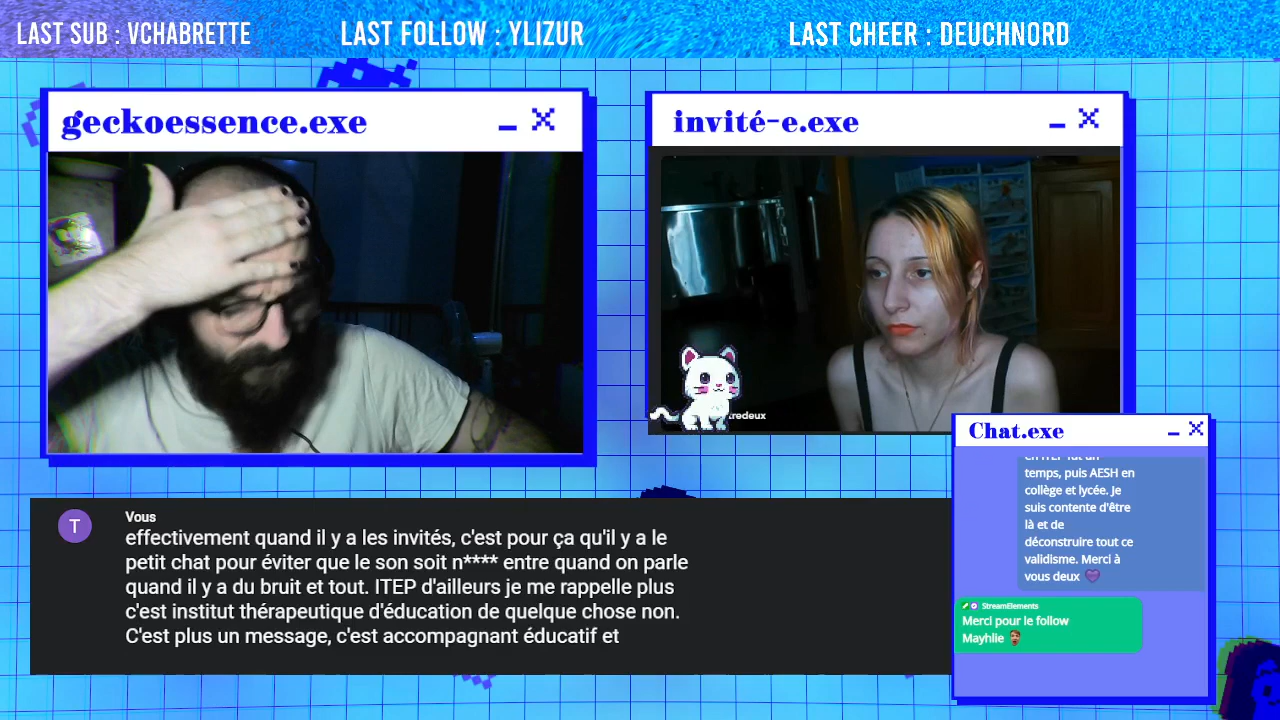 LAST SUB : VCHABRETTE
LAST FOLLOW : YLIZUR
LAST CHEER : DEUCHNORD
geckoessence.exe
invité-e.exe
redeux
Chat.exe
temps, puis AESH en
collège et lycée. Je
suis contente d'être
là et de
déconstruire tout ce
validisme. Merci à
vous deux 💜
StreamElements
Merci pour le follow
Mayhlie
T
Vous
effectivement quand il y a les invités, c'est pour ça qu'il y a le
petit chat pour éviter que le son soit n**** entre quand on parle
quand il y a du bruit et tout. ITEP d'ailleurs je me rappelle plus
c'est institut thérapeutique d'éducation de quelque chose non.
C'est plus un message, c'est accompagnant éducatif et